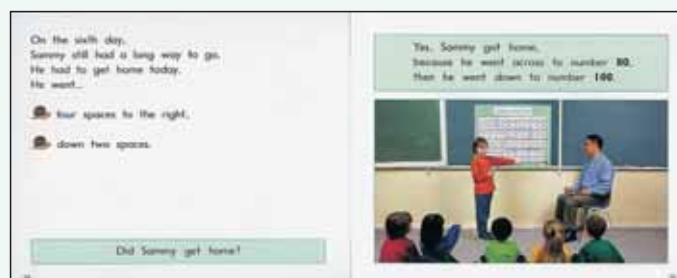 On the sixth day,
Sammy still had a long way to go.
He had to get home today.
He went...
four spaces to the right,
down two spaces.
Did Sammy get home?
Yes, Sammy got home,
because he went across to number 80,
then he went down to number 100.